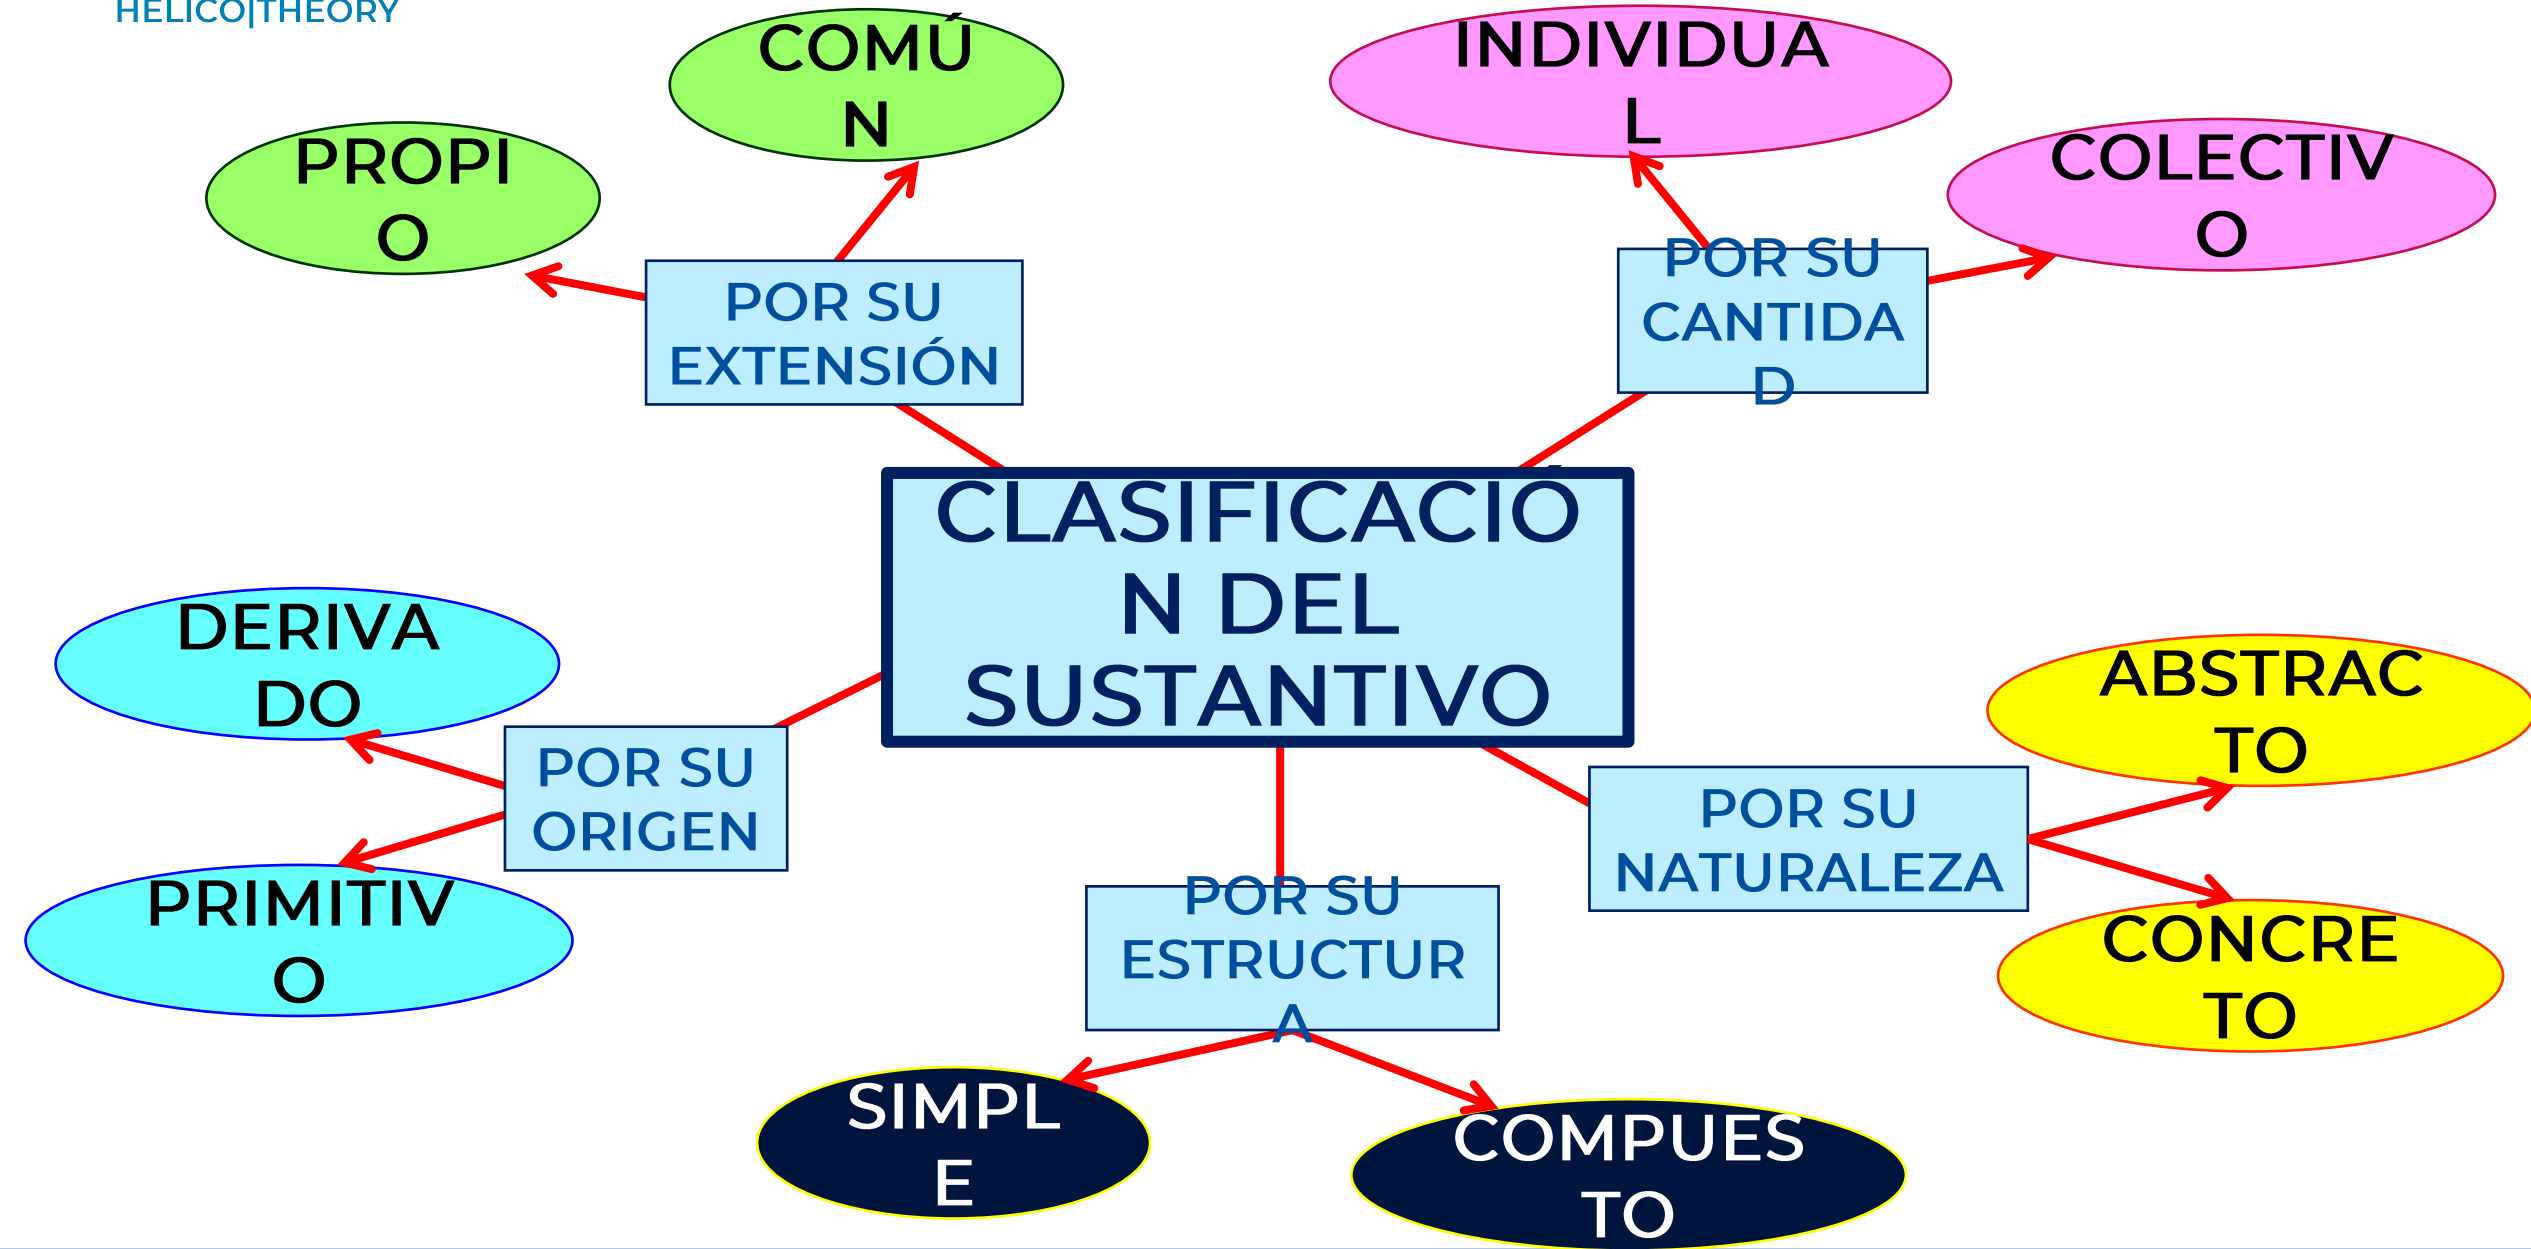 HELICO|THEORY
COMÚ
N
INDIVIDUA
L
PROPI
O
COLECTIV
O
POR SU
EXTENSIÓN
POR SU
CANTIDA
D
CLASIFICACIÓ
N DEL
SUSTANTIVO
DERIVA
DO
POR SU
ORIGEN
PRIMITIV
O
ABSTRAC
TO
POR SU
NATURALEZA
CONCRE
TO
POR SU
ESTRUCTUR
A
SIMPL
E
COMPUES
TO